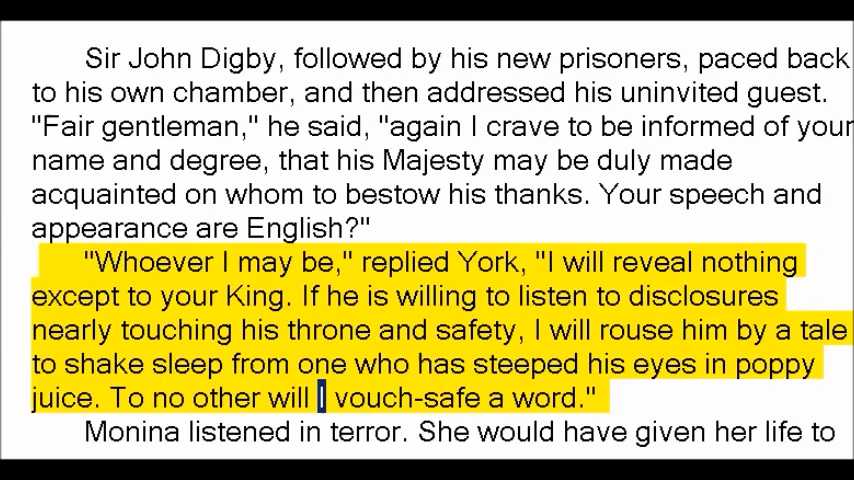 Sir John Digby, followed by his new prisoners, paced back
to his own chamber, and then addressed his uninvited guest.
"Fair gentleman," he said, "again I crave to be informed of your
name and degree, that his Majesty may be duly made
acquainted on whom to bestow his thanks. Your speech and
appearance are English?"
"Whoever I may be," replied York, "I will reveal nothing
except to your King. If he is willing to listen to disclosures
nearly touching his throne and safety, I will rouse him by a tale
to shake sleep from one who has steeped his eyes in poppy
juice. To no other will I vouch-safe a word."
Monina listened in terror. She would have given her life to